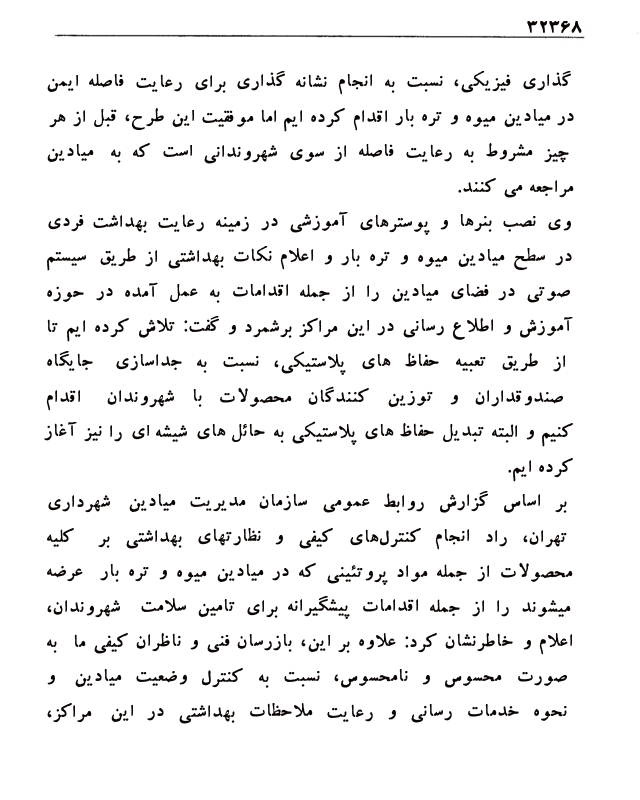 ۳۲۳۶۸
گذاری فیزیکی، نسبت به انجام نشانه گذاری برای رعایت فاصله ایمن
در میادین میوه و تره بار اقدام کرده ایم اما موفقیت این طرح، قبل از هر
چیز مشروط به رعایت فاصله از سوی شهروندانی است که به میادین
مراجعه می کنند.
وی نصب بنرها و پوسترهای آموزشی در زمینه رعایت بهداشت فردی
در سطح میادین میوه و تره بار و اعلام نکات بهداشتی از طریق سیستم
صوتی در فضای میادین را از جمله اقدامات به عمل آمده در حوزه
آموزش و اطلاع رسانی در این مراکز برشمرد و گفت: تلاش کرده ایم تا
از طریق تعبیه حفاظ های پلاستیکی، نسبت به جداسازی جایگاه
صندوقداران و توزین کنندگان محصولات با شهروندان اقدام
کنیم و البته تبدیل حفاظ های پلاستیکی به حائل های شیشه ای را نیز آغاز
کرده ایم.
بر اساس گزارش روابط عمومی سازمان مدیریت میادین شهرداری
تهران، راد انجام کنترل‌های کیفی و نظارتهای بهداشتی بر کلیه
محصولات از جمله مواد پروتئینی که در میادین میوه و تره بار عرضه
میشوند را از جمله اقدامات پیشگیرانه برای تامین سلامت شهروندان،
اعلام و خاطرنشان کرد: علاوه بر این، بازرسان فنی و ناظران کیفی ما به
صورت محسوس و نامحسوس، نسبت به کنترل وضعیت میادین و
نحوه خدمات رسانی و رعایت ملاحظات بهداشتی در این مراکز،